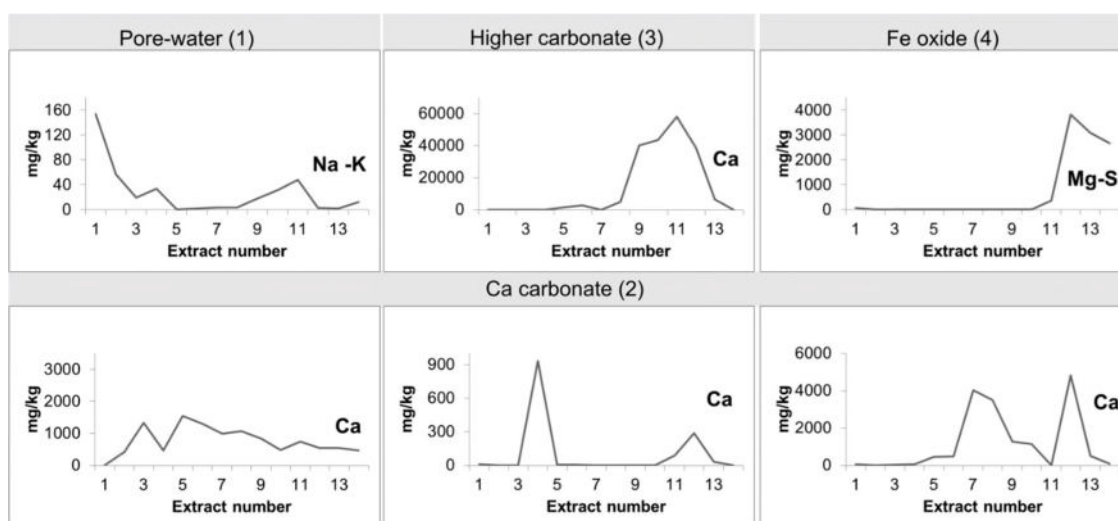 Pore-water (1)
Higher carbonate (3)
Fe oxide (4)
mg/kg
160
120
80
40
0
Na -K
1 3 5 7 9 11 13
Extract number
mg/kg
60000
40000
20000
0
Ca
1 3 5 7 9 11 13
Extract number
mg/kg
4000
3000
2000
1000
0
Mg-S
1 3 5 7 9 11 13
Extract number
Ca carbonate (2)
mg/kg
3000
2000
1000
0
Ca
1 3 5 7 9 11 13
Extract number
mg/kg
900
600
300
0
Ca
1 3 5 7 9 11 13
Extract number
mg/kg
6000
4000
2000
0
Ca
1 3 5 7 9 11 13
Extract number